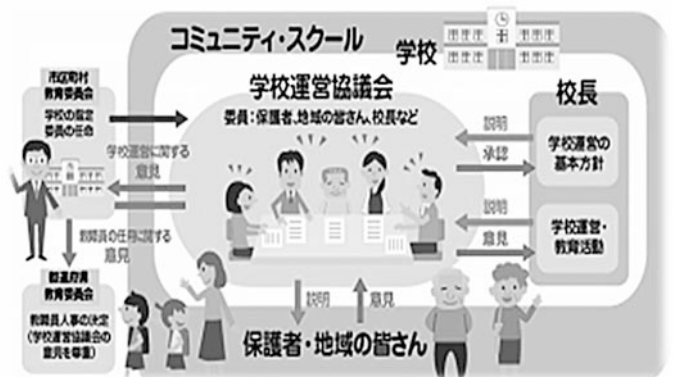 コミュニティ・スクール
学校
市区町村
教育委員会
学校の指定
委員の任命
学校運営協議会
委員:保護者、地域の皆さん、校長など
校長
説明
承認
学校運営の
基本方針
学校運営に関する
意見
説明
意見
学校運営・
教育活動
教職員の任用に関する
意見
都道府県
教育委員会
教職員人事の決定
(学校運営協議会の
意見を尊重)
説明
意見
保護者・地域の皆さん